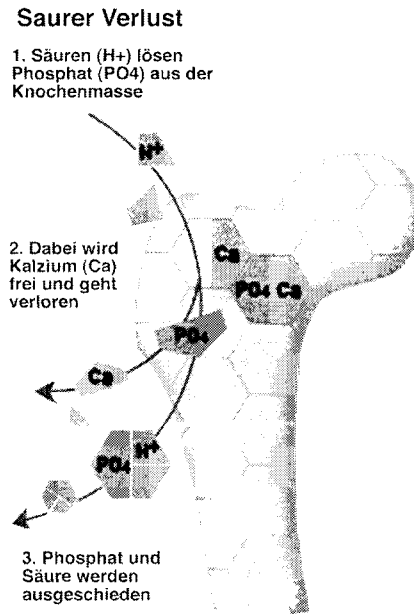 Saurer Verlust
1. Säuren (H+) lösen
Phosphat (PO4) aus der
Knochenmasse
H+
2. Dabei wird
Kalzium (Ca)
frei und geht
verloren
Ca
PO4 Ca
PO4
Ca
PO4 H+
3. Phosphat und
Säure werden
ausgeschieden